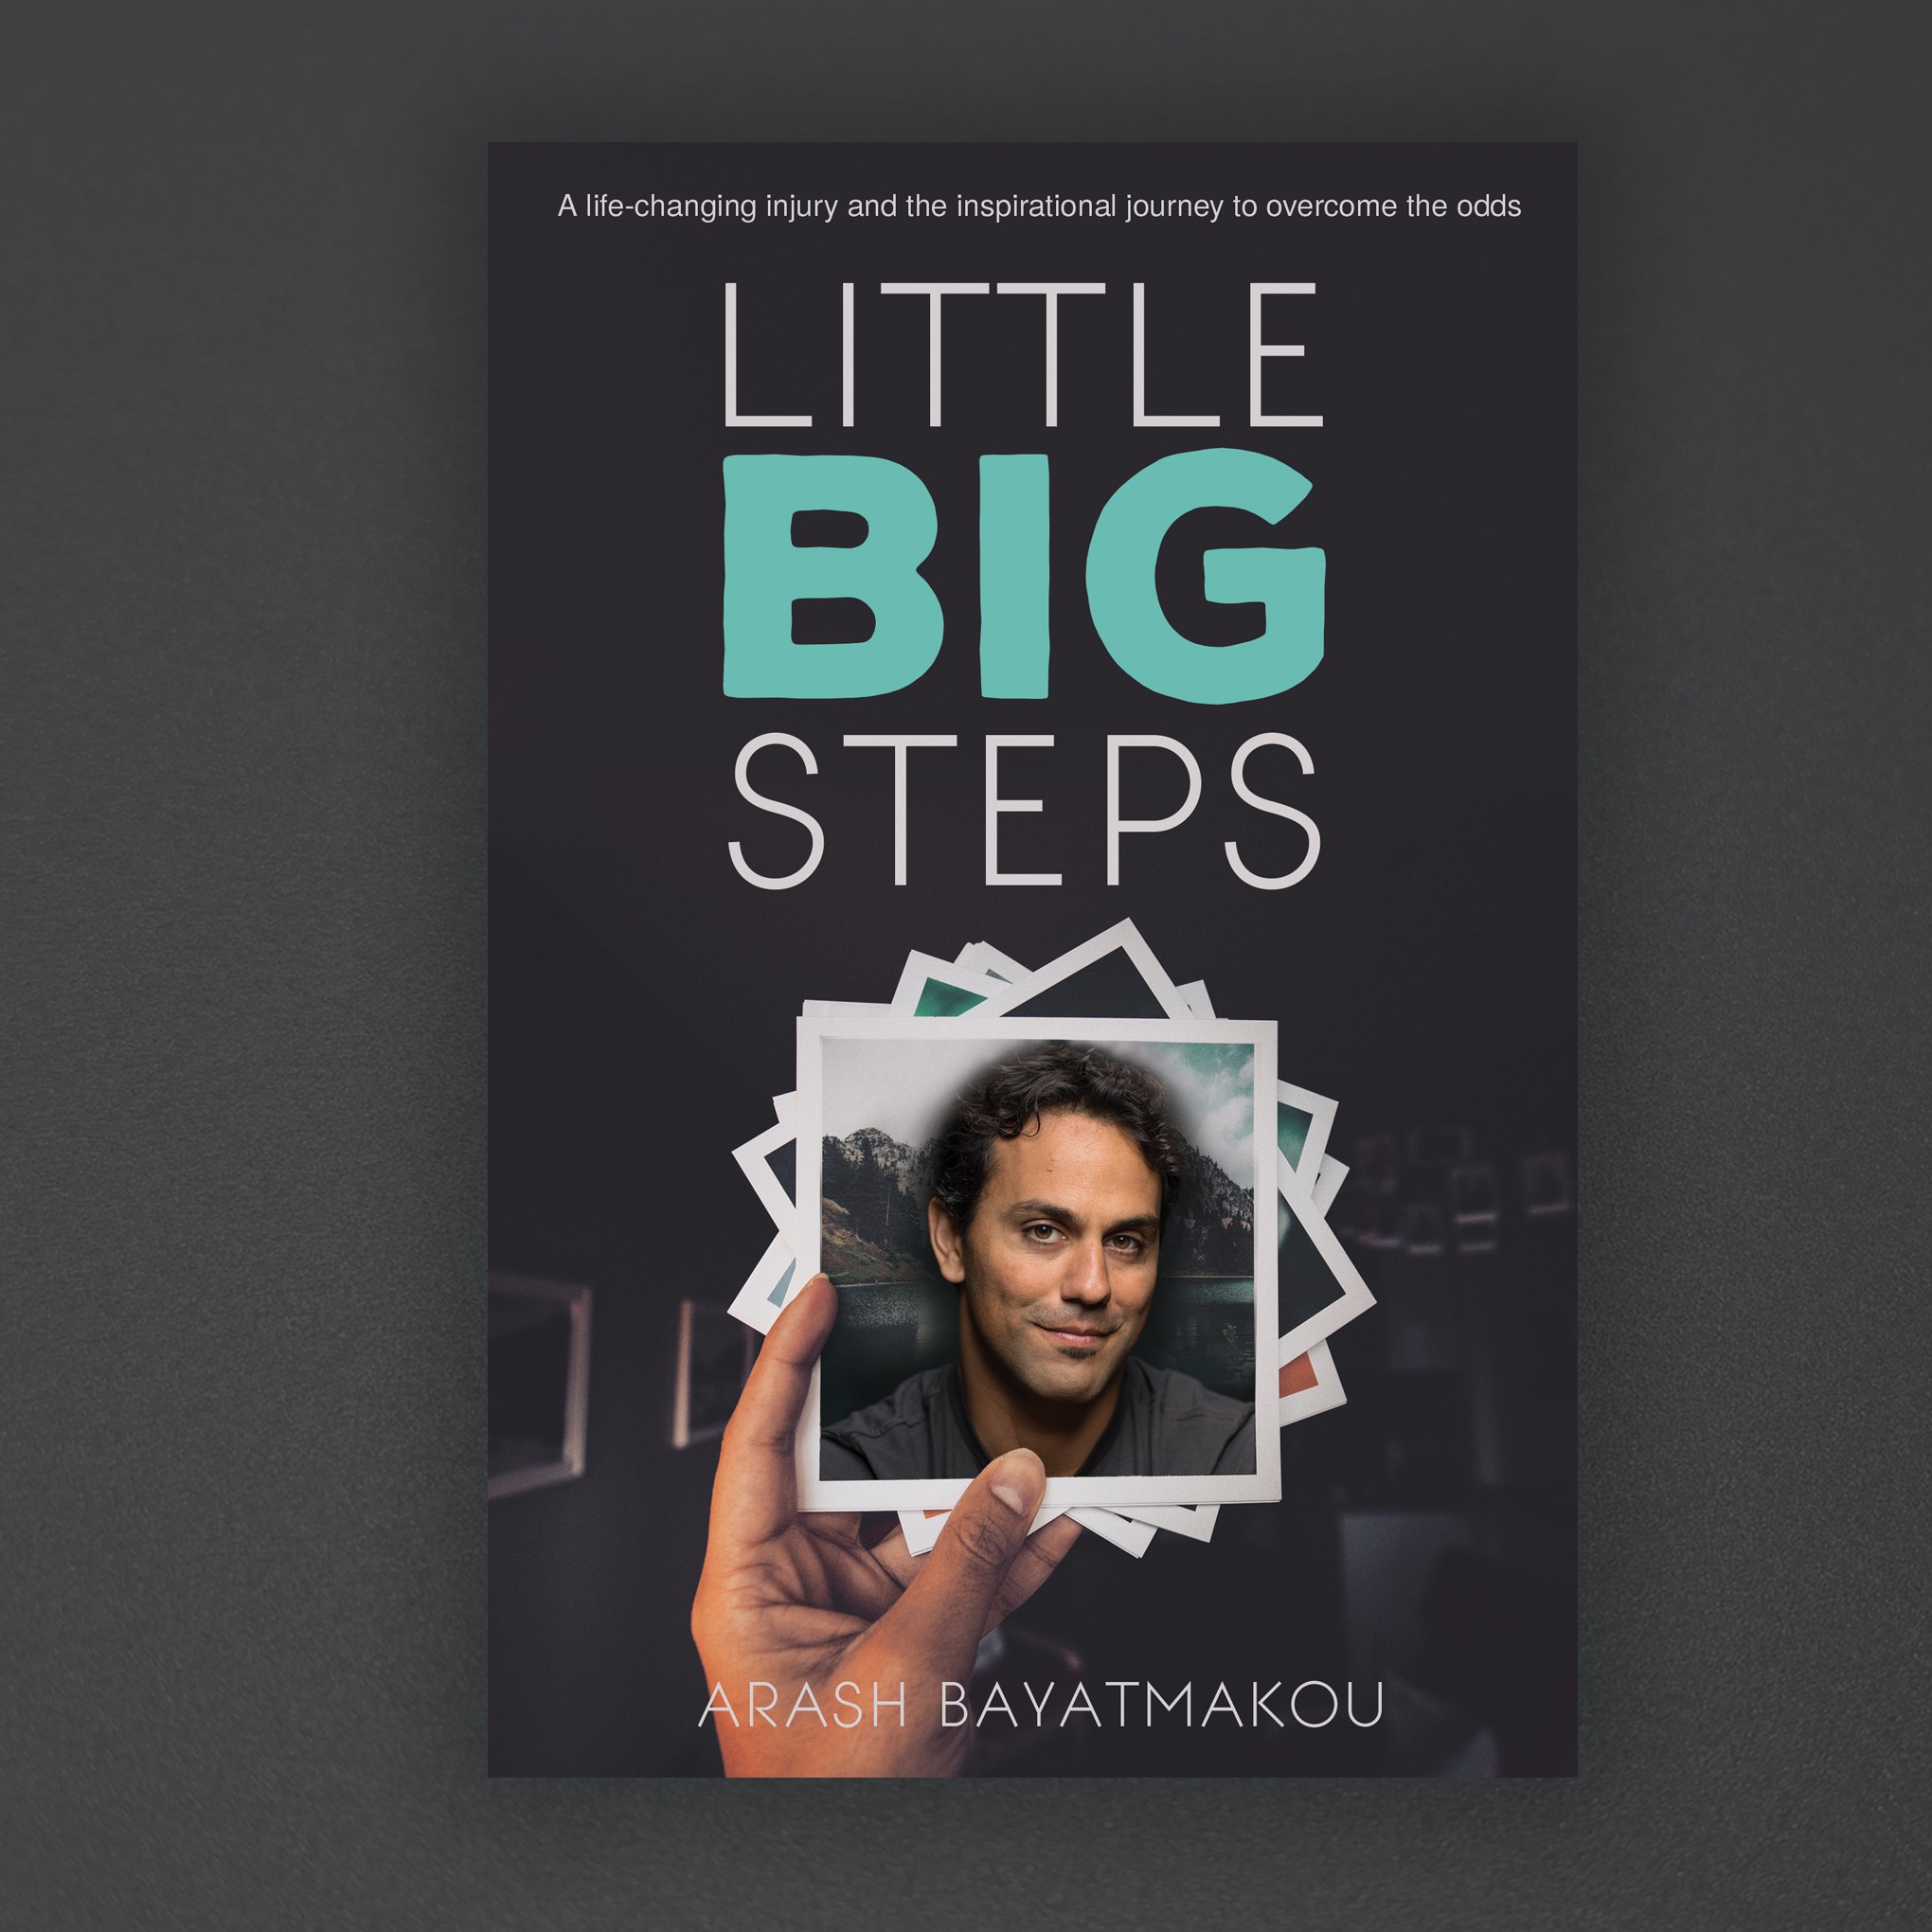 A life-changing injury and the inspirational journey to overcome the odds
LITTLE
BIG
STEPS
ARASH BAYATMAKOU